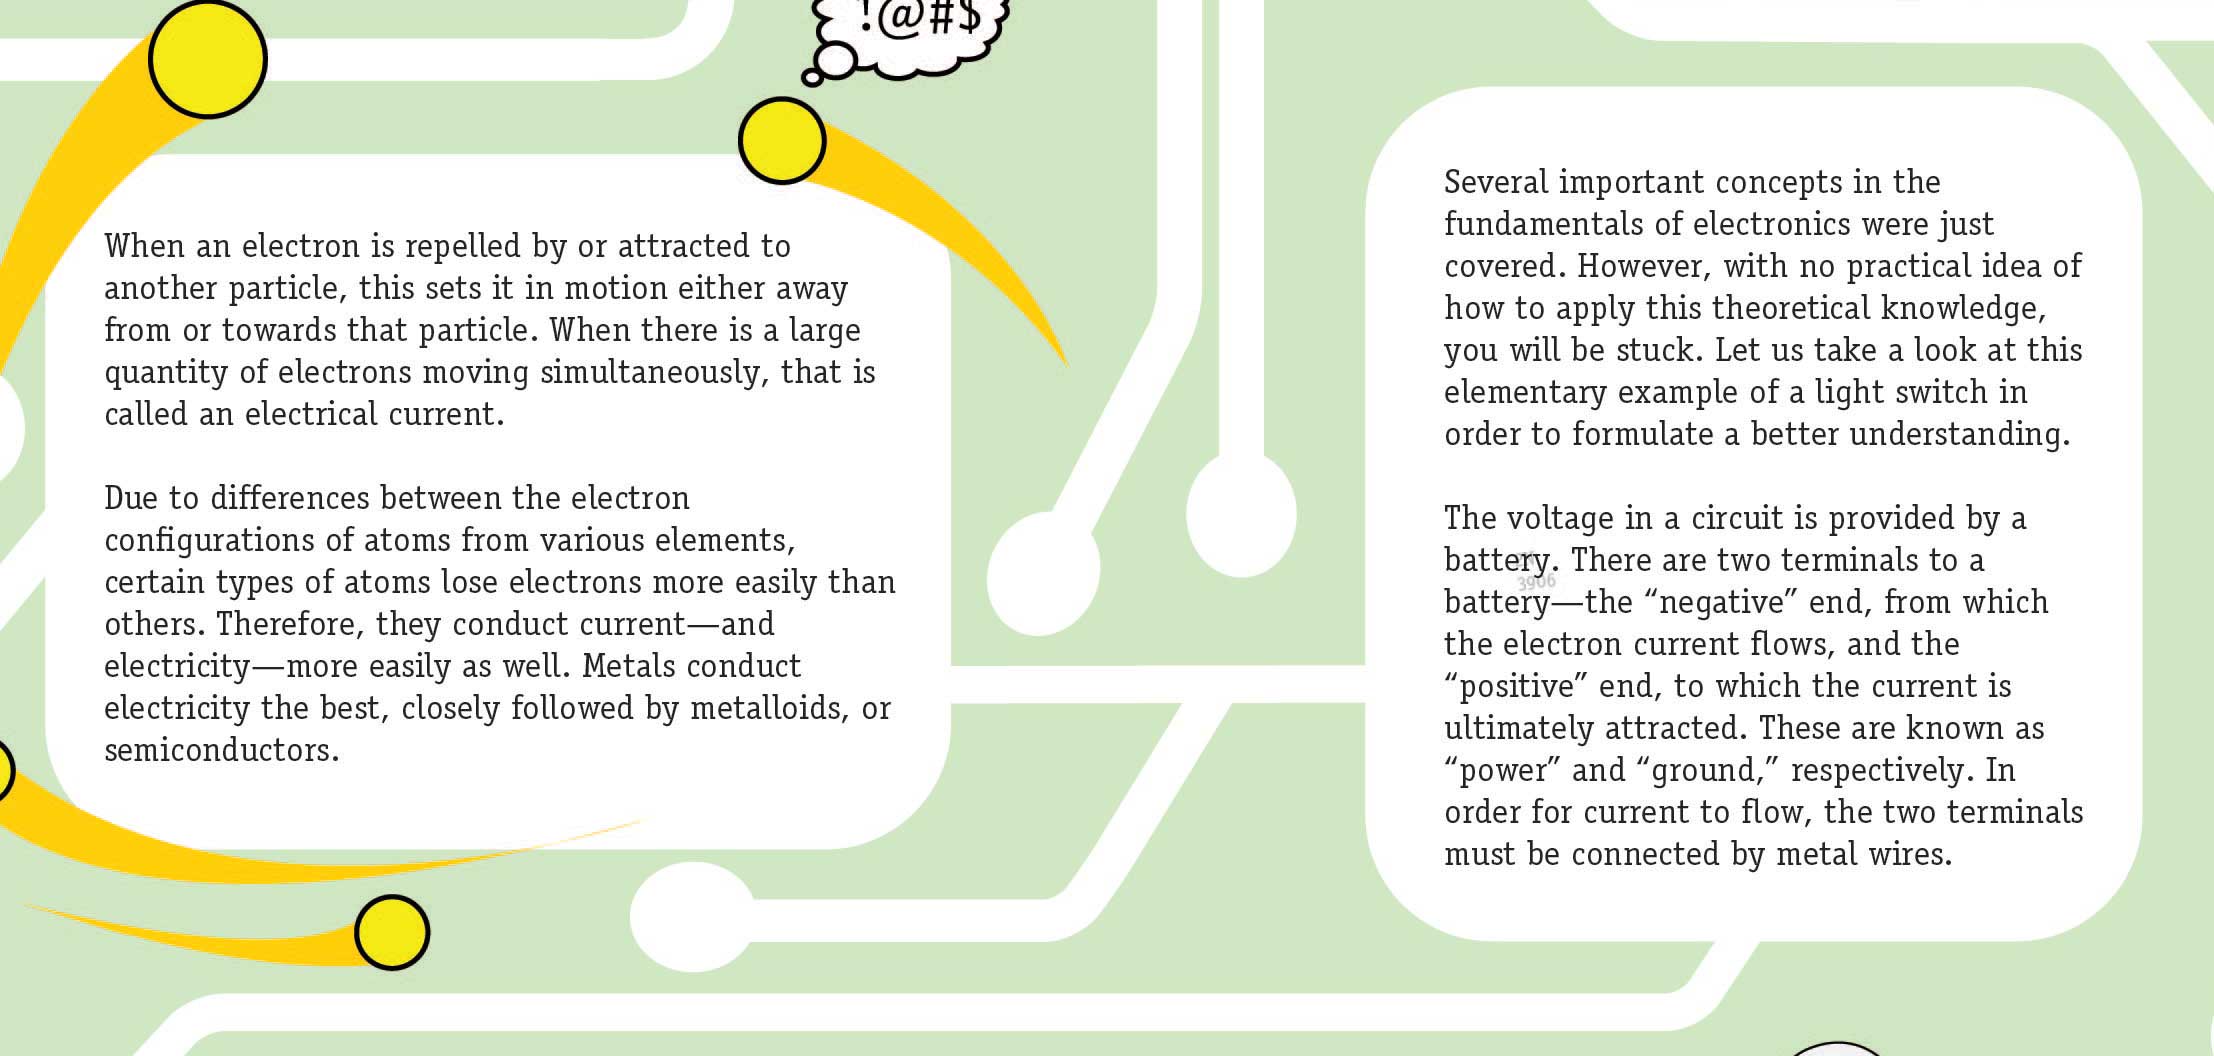 !@#$
When an electron is repelled by or attracted to
another particle, this sets it in motion either away
from or towards that particle. When there is a large
quantity of electrons moving simultaneously, that is
called an electrical current.
Due to differences between the electron
configurations of atoms from various elements,
certain types of atoms lose electrons more easily than
others. Therefore, they conduct current—and
electricity—more easily as well. Metals conduct
electricity the best, closely followed by metalloids, or
semiconductors.
Several important concepts in the
fundamentals of electronics were just
covered. However, with no practical idea of
how to apply this theoretical knowledge,
you will be stuck. Let us take a look at this
elementary example of a light switch in
order to formulate a better understanding.
The voltage in a circuit is provided by a
battery. There are two terminals to a
battery—the “negative” end, from which
the electron current flows, and the
“positive” end, to which the current is
ultimately attracted. These are known as
“power” and “ground,” respectively. In
order for current to flow, the two terminals
must be connected by metal wires.
3906